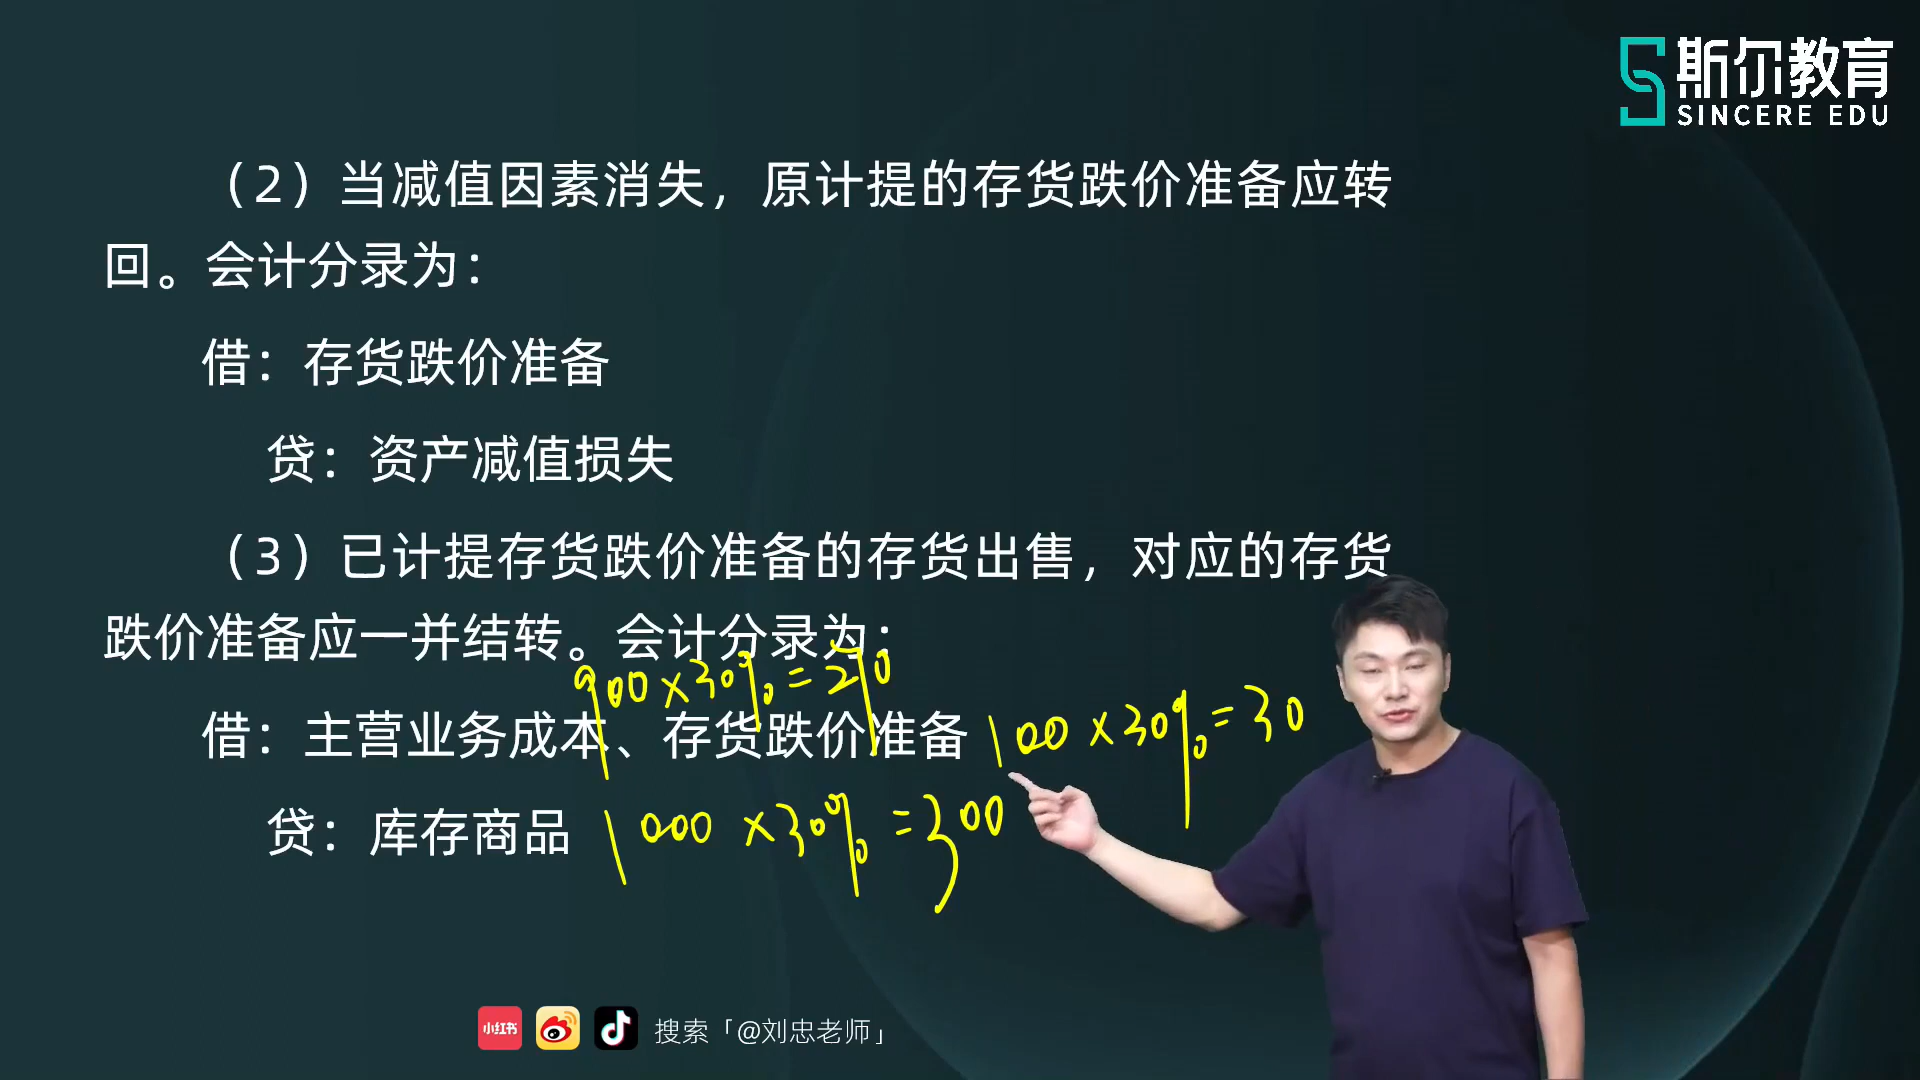 斯尔教育
SINCERE EDU
（2）当减值因素消失，原计提的存货跌价准备应转
回。会计分录为：
借：存货跌价准备
贷：资产减值损失
（3）已计提存货跌价准备的存货出售，对应的存货
跌价准备应一并结转。会计分录为：
900×30%=270
借：主营业务成本、存货跌价准备 100×30%=30
贷：库存商品 1000×30%=300
小红书
搜索「@刘忠老师」